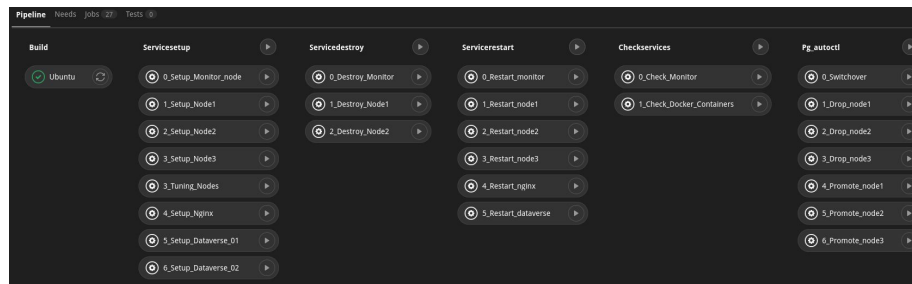 Pipeline Needs Jobs 27 Tests 0
Build
Ubuntu
Servicesetup
0_Setup_Monitor_node
1_Setup_Node1
2_Setup_Node2
3_Setup_Node3
3_Tuning_Nodes
4_Setup_Nginx
5_Setup_Dataverse_01
6_Setup_Dataverse_02
Servicedestroy
0_Destroy_Monitor
1_Destroy_Node1
2_Destroy_Node2
Servicerestart
0_Restart_monitor
1_Restart_node1
2_Restart_node2
3_Restart_node3
4_Restart_nginx
5_Restart_dataverse
Checkservices
0_Check_Monitor
1_Check_Docker_Containers
Pg_autoctl
0_Switchover
1_Drop_node1
2_Drop_node2
3_Drop_node3
4_Promote_node1
5_Promote_node2
6_Promote_node3